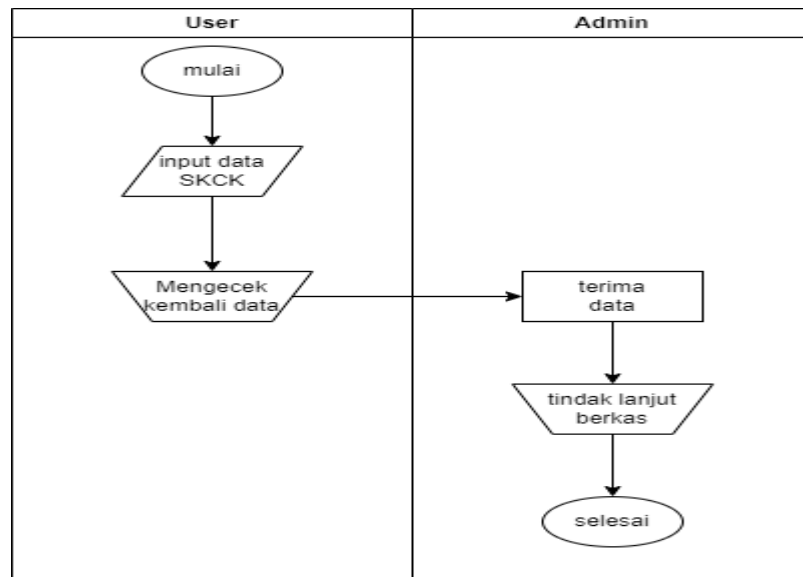 User
Admin
mulai
input data
SKCK
Mengecek
kembali data
terima
data
tindak lanjut
berkas
selesai